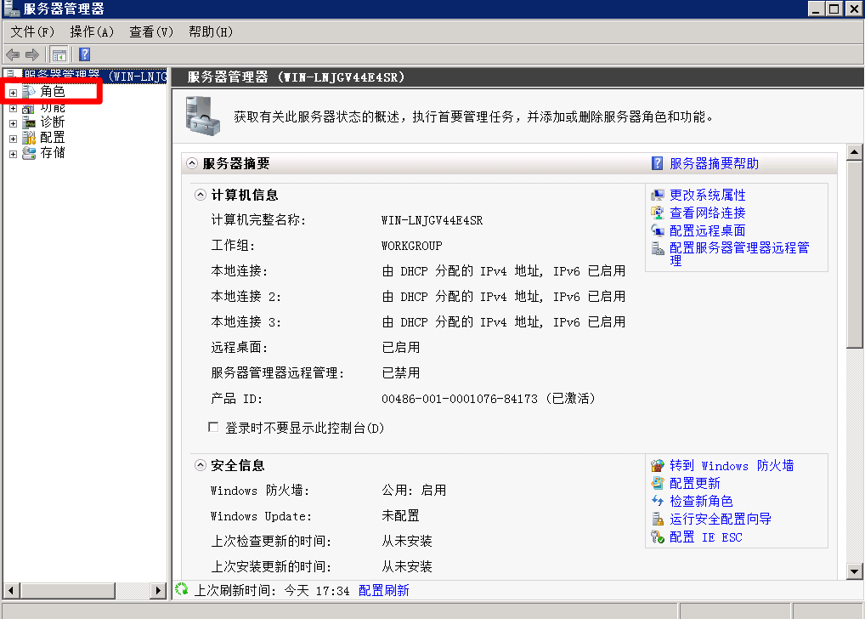 服务器管理器
文件(F) 操作(A) 查看(V) 帮助(H)
服务器管理器 (WIN-LNJG
角色
功能
诊断
配置
存储
服务器管理器 (WIN-LNJGV44E4SR)
获取有关此服务器状态的概述，执行首要管理任务，并添加或删除服务器角色和功能。
服务器摘要
服务器摘要帮助
计算机信息
计算机完整名称: WIN-LNJGV44E4SR
工作组: WORKGROUP
本地连接: 由 DHCP 分配的 IPv4 地址, IPv6 已启用
本地连接 2: 由 DHCP 分配的 IPv4 地址, IPv6 已启用
本地连接 3: 由 DHCP 分配的 IPv4 地址, IPv6 已启用
远程桌面: 已启用
服务器管理器远程管理: 已禁用
产品 ID: 00486-001-0001076-84173 (已激活)
登录时不要显示此控制台(D)
更改系统属性
查看网络连接
配置远程桌面
配置服务器管理器远程管
理
安全信息
Windows 防火墙: 公用: 启用
Windows Update: 未配置
上次检查更新的时间: 从未安装
上次安装更新的时间: 从未安装
转到 Windows 防火墙
配置更新
检查新角色
运行安全配置向导
配置 IE ESC
上次刷新时间: 今天 17:34 配置刷新